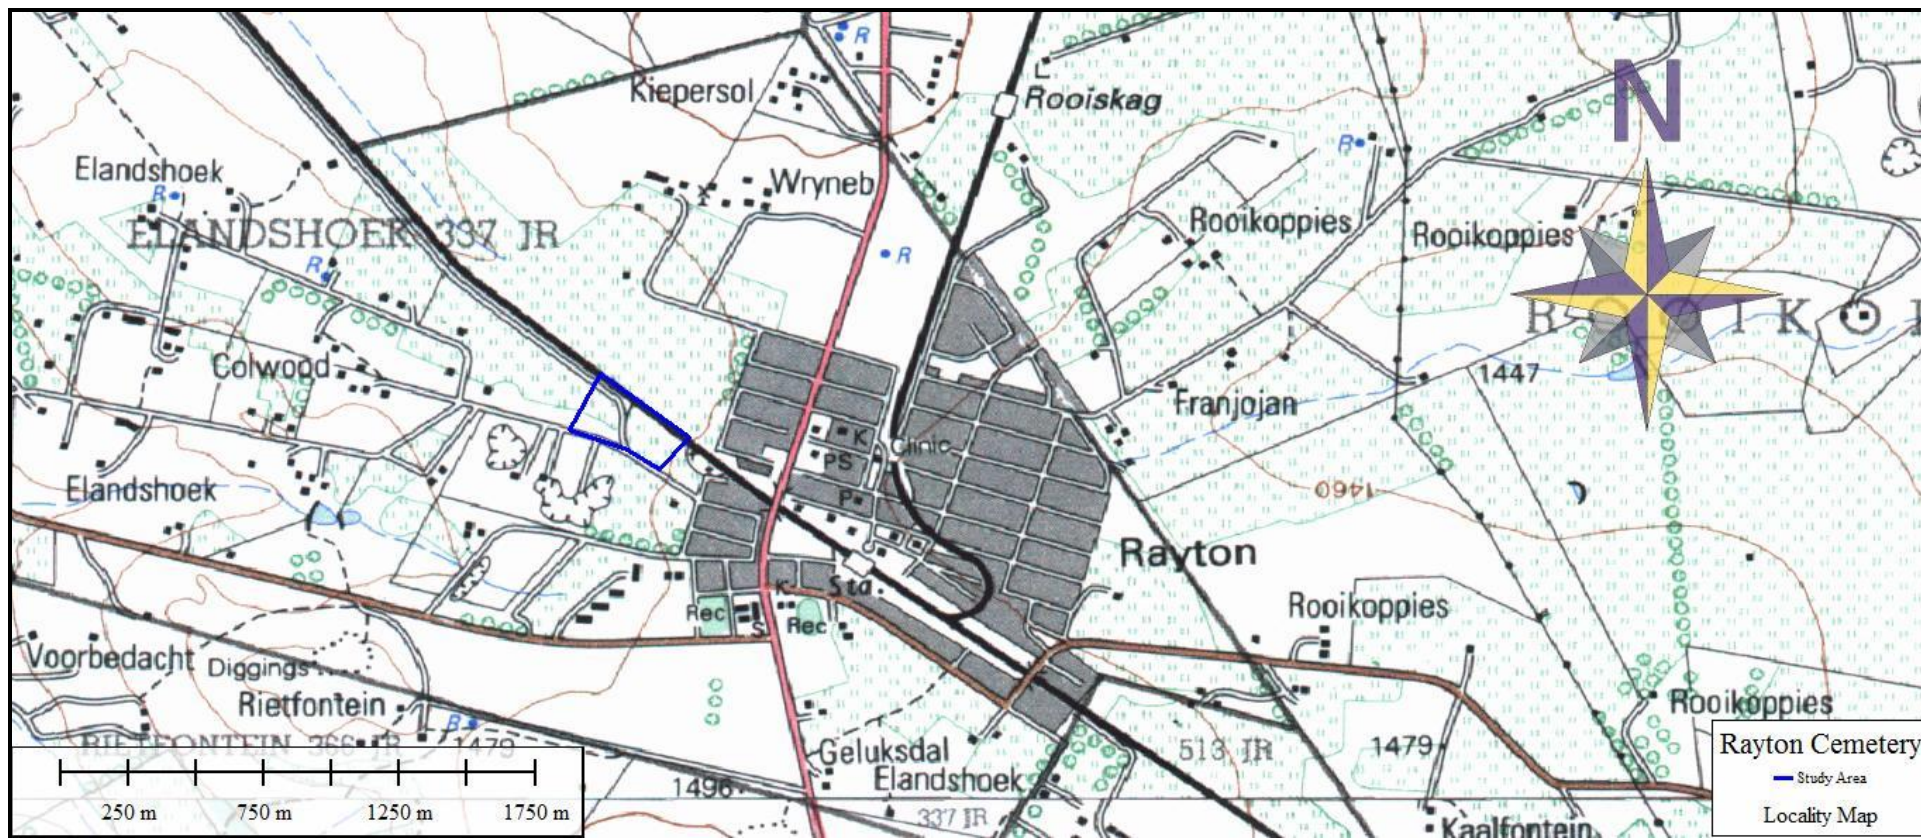 R
Kiepersol
Rooiskag
N
Elandshoek
R
R
Wryneb
Rooikoppies
Rooikoppies
ELANDSHOEK 337 JR
R
R
Colwood
1447
Franjojan
K
Clinic
PS
P
Elandshoek
1460
Rayton
Sta
K
Rec
S
Rec
Rooikoppies
Voorbedacht
Diggings
Rietfontein
R
Rooikoppies
RIETFONTEIN 366 JR
1479
Geluksdal
513 JR
1479
Elandshoek
1496
337 JR
Kaalfontein
250 m 750 m 1250 m 1750 m
Rayton Cemetery
Study Area
Locality Map